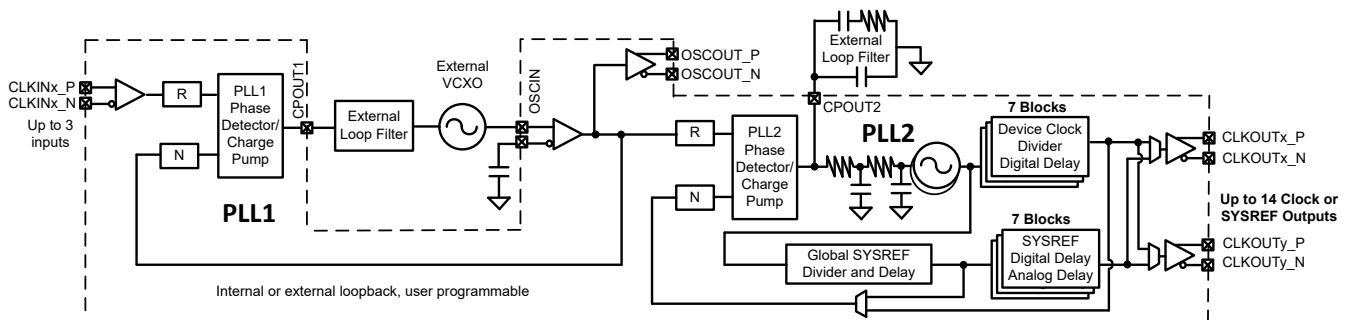 CLKINx_P
CLKINx_N
Up to 3
inputs
R
N
PLL1
Phase
Detector/
Charge
Pump
PLL1
CPOUT1
External
Loop Filter
External
VCXO
OSCIN
OSCOUT_P
OSCOUT_N
Internal or external loopback, user programmable
R
N
PLL2
Phase
Detector/
Charge
Pump
External
Loop Filter
CPOUT2
PLL2
7 Blocks
Device Clock
Divider
Digital Delay
Global SYSREF
Divider and Delay
7 Blocks
SYSREF
Digital Delay
Analog Delay
CLKOUTx_P
CLKOUTx_N
Up to 14 Clock or
SYSREF Outputs
CLKOUTy_P
CLKOUTy_N